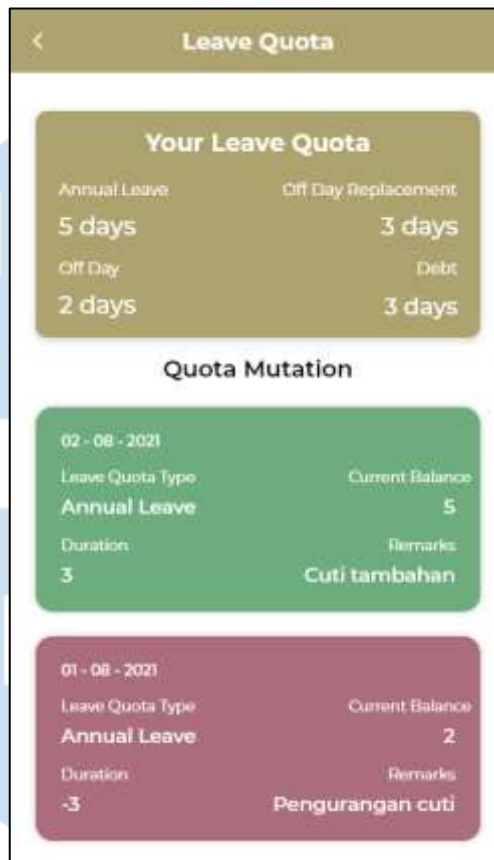 Leave Quota
Your Leave Quota
Annual Leave Off Day Replacement
5 days 3 days
Off Day Debt
2 days 3 days
Quota Mutation
02 - 08 - 2021
Leave Quota Type Current Balance
Annual Leave 5
Duration Remarks
3 Cuti tambahan
01 - 08 - 2021
Leave Quota Type Current Balance
Annual Leave 2
Duration Remarks
-3 Pengurangan cuti